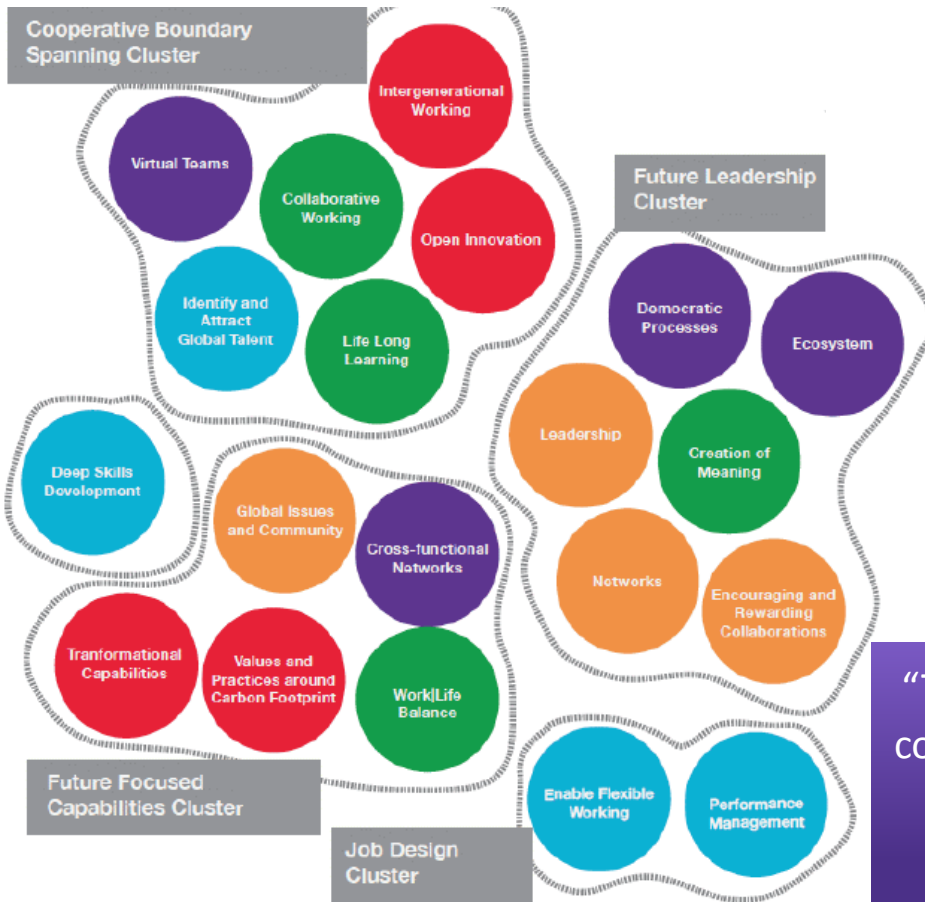 Cooperative Boundary
Spanning Cluster
Intergenerational
Working
Virtual Teams
Collaborative
Working
Open Innovation
Identify and
Attract
Global Talent
Life Long
Learning
Future Leadership
Cluster
Democratic
Processes
Ecosystem
Leadership
Creation of
Meaning
Networks
Encouraging and
Rewarding
Collaborations
Deep Skills
Development
Global Issues
and Community
Cross-functional
Networks
Tranformational
Capabilities
Values and
Practices around
Carbon Footprint
Work|Life
Balance
Future Focused
Capabilities Cluster
Enable Flexible
Working
Performance
Management
Job Design
Cluster